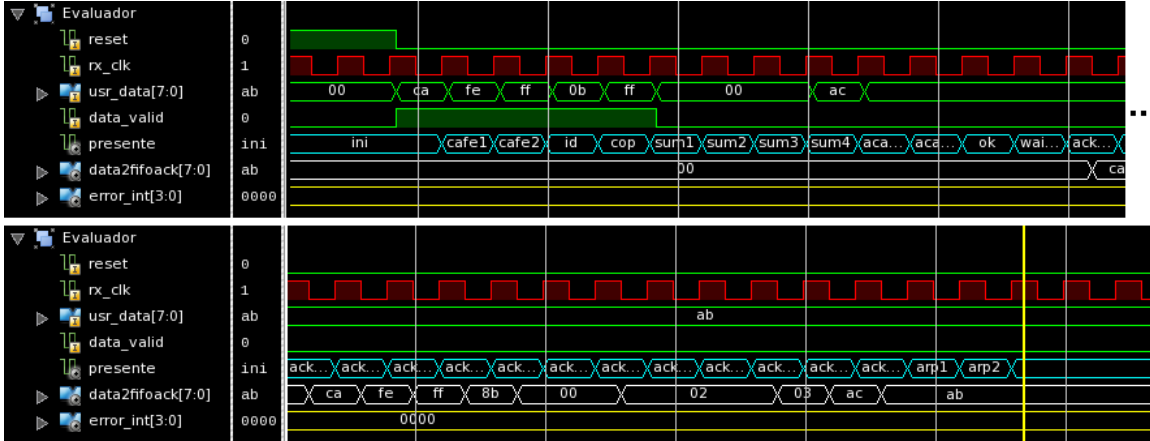 Evaluador
reset 0
rx_clk 1
usr_data[7:0] ab 00 ca fe ff 0b ff 00 ac
data_valid 0
presente ini ini cafe1 cafe2 id cop sum1 sum2 sum3 sum4 aca... aca... ok wai... ack...
data2fifoack[7:0] ab 00 ca
error_int[3:0] 0000
..
Evaluador
reset 0
rx_clk 1
usr_data[7:0] ab ab
data_valid 0
presente ini ack... ack... ack... ack... ack... ack... ack... ack... ack... ack... ack... ack... arp1 arp2
data2fifoack[7:0] ab ca fe ff 8b 00 02 03 ac ab
error_int[3:0] 0000 0000